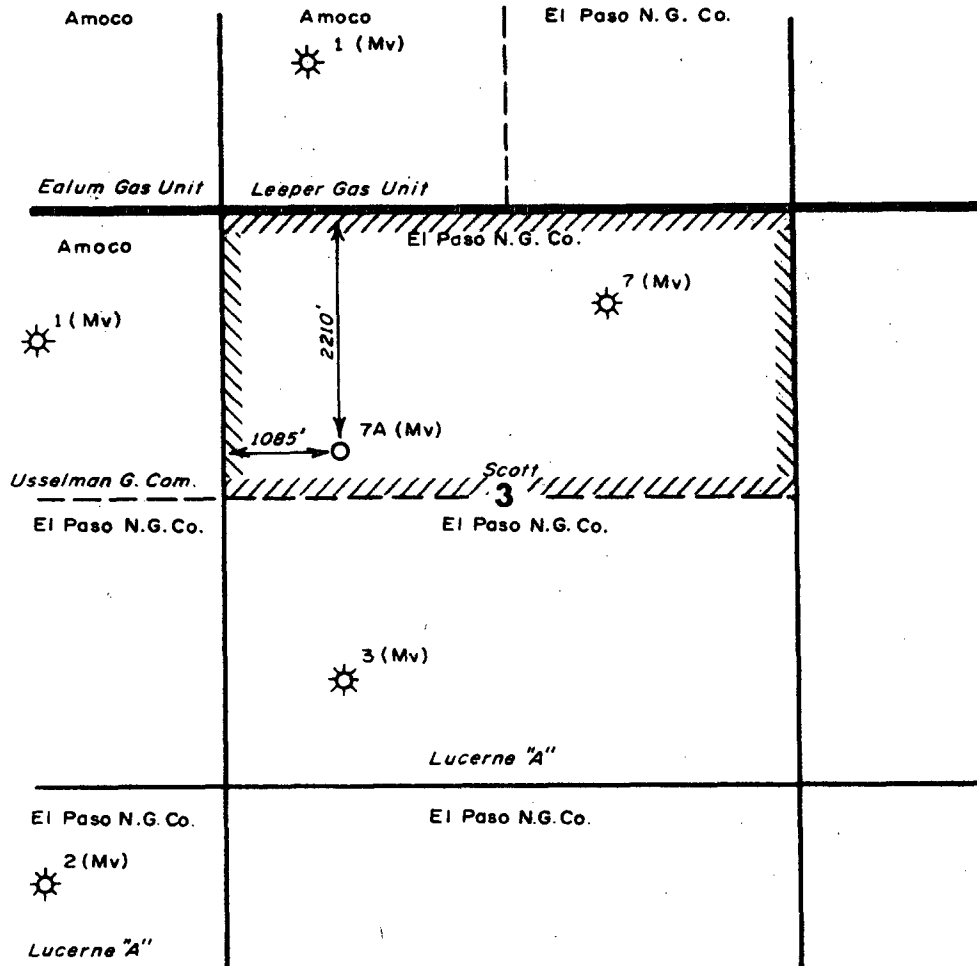 Amoco
Amoco
El Paso N. G. Co.
1 (Mv)
Ealum Gas Unit
Leeper Gas Unit
Amoco
El Paso N.G. Co.
7 (Mv)
1 (Mv)
2210'
1085'
7A (Mv)
Usselman G. Com.
Scott
3
El Paso N.G. Co.
El Paso N.G. Co.
3 (Mv)
Lucerne "A"
El Paso N.G. Co.
El Paso N.G. Co.
2 (Mv)
Lucerne "A"